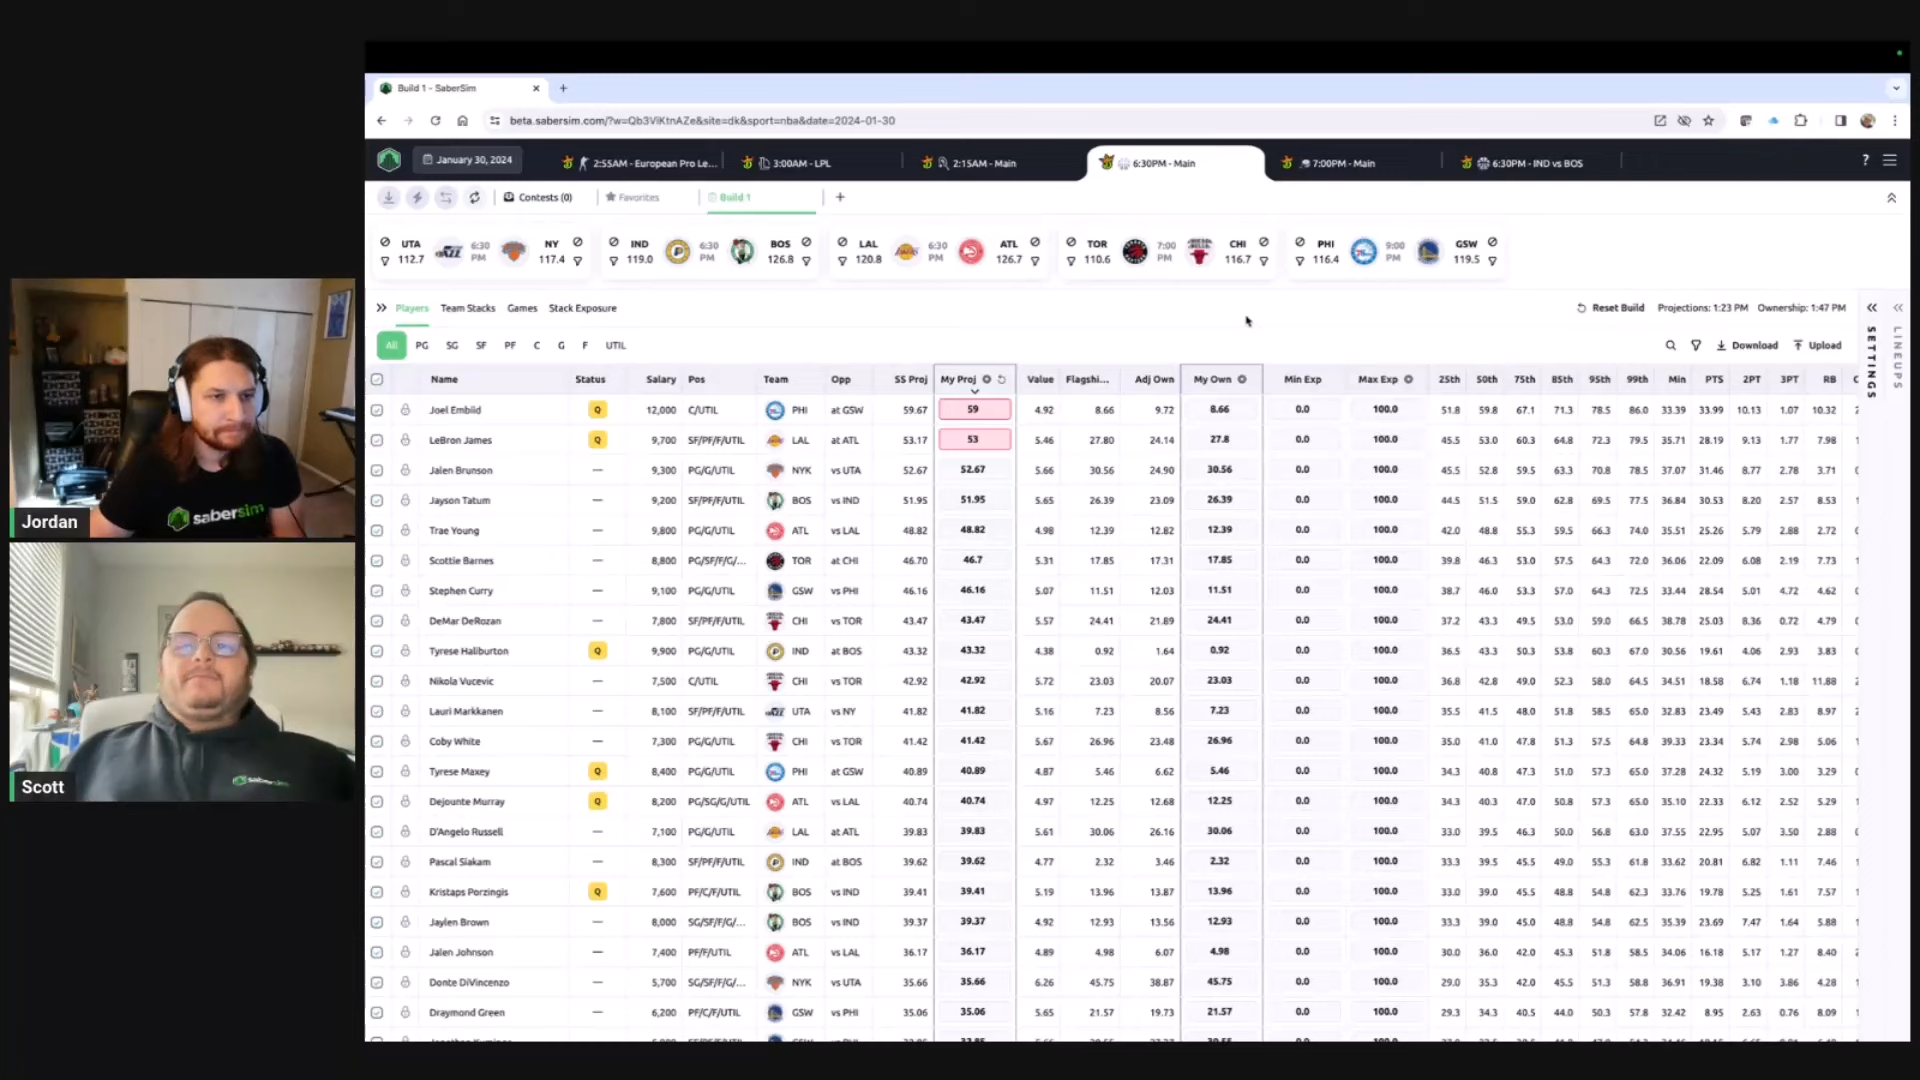 Build 1 - SaberSim
beta.sabersim.com/?w=Qb3ViKtnAZe&site=dk&sport=nba&date=2024-01-30
January 30, 2024 2:55AM - European Pro Le... 3:00AM - LPL 2:15AM - Main 6:30PM - Main 7:00PM - Main 6:30PM - IND vs BOS ?
Contests (0) Favorites Build 1 +
UTA 112.7 6:30 PM NY 117.4
IND 119.0 6:30 PM BOS 126.8
LAL 120.8 6:30 PM ATL 126.7
TOR 110.6 7:00 PM CHI 116.7
PHI 116.4 9:00 PM GSW 119.5
Players Team Stacks Games Stack Exposure Reset Build Projections: 1:23 PM Ownership: 1:47 PM
SETTINGS
LINEUPS
All PG SG SF PF C G F UTIL Download Upload
Name Status Salary Pos Team Opp SS Proj My Proj Value Flagshi... Adj Own My Own Min Exp Max Exp 25th 50th 75th 85th 95th 99th Min PTS 2PT 3PT RB
Joel Embiid Q 12,000 C/UTIL PHI at GSW 59.67 59 4.92 8.66 9.72 8.66 0.0 100.0 51.8 59.8 67.1 71.3 78.5 86.0 33.39 33.99 10.13 1.07 10.32
LeBron James Q 9,700 SF/PF/F/UTIL LAL at ATL 53.17 53 5.46 27.80 24.14 27.8 0.0 100.0 45.5 53.0 60.3 64.8 72.3 79.5 35.71 28.19 9.13 1.77 7.98
Jalen Brunson — 9,300 PG/G/UTIL NYK vs UTA 52.67 52.67 5.66 30.56 24.90 30.56 0.0 100.0 45.5 52.8 59.5 63.3 70.8 78.5 37.07 31.46 8.77 2.78 3.71
Jayson Tatum — 9,200 SF/PF/F/UTIL BOS vs IND 51.95 51.95 5.65 26.39 23.09 26.39 0.0 100.0 44.5 51.5 59.0 62.8 69.5 77.5 36.84 30.53 8.20 2.57 8.53
Trae Young — 9,800 PG/G/UTIL ATL vs LAL 48.82 48.82 4.98 12.39 12.82 12.39 0.0 100.0 42.0 48.8 55.3 59.5 66.3 74.0 35.51 25.26 5.79 2.88 2.72
Scottie Barnes — 8,800 PG/SF/F/G/... TOR at CHI 46.70 46.7 5.31 17.85 17.31 17.85 0.0 100.0 39.8 46.3 53.0 57.5 64.3 72.0 36.06 22.09 6.08 2.19 7.73
Stephen Curry — 9,100 PG/G/UTIL GSW vs PHI 46.16 46.16 5.07 11.51 12.03 11.51 0.0 100.0 38.7 46.0 53.3 57.0 64.3 72.5 33.44 28.54 5.01 4.72 4.62
DeMar DeRozan — 7,800 SF/PF/F/UTIL CHI vs TOR 43.47 43.47 5.57 24.41 21.89 24.41 0.0 100.0 37.2 43.3 49.5 53.0 59.0 66.5 38.78 25.03 8.36 0.72 4.79
Tyrese Haliburton Q 9,900 PG/G/UTIL IND at BOS 43.32 43.32 4.38 0.92 1.64 0.92 0.0 100.0 36.5 43.3 50.3 53.8 60.3 67.0 30.56 19.61 4.06 2.93 3.83
Nikola Vucevic — 7,500 C/UTIL CHI vs TOR 42.92 42.92 5.72 23.03 20.07 23.03 0.0 100.0 36.8 42.8 49.0 52.3 58.0 64.5 34.51 18.58 6.74 1.18 11.88
Lauri Markkanen — 8,100 SF/PF/F/UTIL UTA vs NY 41.82 41.82 5.16 7.23 8.56 7.23 0.0 100.0 35.5 41.5 48.0 51.8 58.5 65.0 32.83 23.49 5.43 2.83 8.97
Coby White — 7,300 PG/G/UTIL CHI vs TOR 41.42 41.42 5.67 26.96 23.48 26.96 0.0 100.0 35.0 41.0 47.8 51.3 57.5 64.8 39.33 23.34 5.74 2.98 5.06
Tyrese Maxey Q 8,400 PG/G/UTIL PHI at GSW 40.89 40.89 4.87 5.46 6.62 5.46 0.0 100.0 34.3 40.8 47.3 51.0 57.3 65.0 37.28 24.32 5.19 3.00 3.29
Dejounte Murray Q 8,200 PG/SG/G/UTIL ATL vs LAL 40.74 40.74 4.97 12.25 12.68 12.25 0.0 100.0 34.3 40.3 47.0 50.8 57.3 65.0 35.10 22.33 6.12 2.52 5.29
D'Angelo Russell — 7,100 PG/G/UTIL LAL at ATL 39.83 39.83 5.61 30.06 26.16 30.06 0.0 100.0 33.0 39.5 46.3 50.0 56.8 63.0 37.55 22.95 5.07 3.50 2.88
Pascal Siakam — 8,300 SF/PF/F/UTIL IND at BOS 39.62 39.62 4.77 2.32 3.46 2.32 0.0 100.0 33.3 39.5 45.5 49.0 55.3 61.8 33.62 20.81 6.82 1.11 7.46
Kristaps Porzingis Q 7,600 PF/C/F/UTIL BOS vs IND 39.41 39.41 5.19 13.96 13.87 13.96 0.0 100.0 33.0 39.0 45.5 48.8 54.8 62.3 33.76 19.78 5.25 1.61 7.57
Jaylen Brown — 8,000 SG/SF/F/G/... BOS vs IND 39.37 39.37 4.92 12.93 13.56 12.93 0.0 100.0 33.3 39.0 45.0 48.8 54.8 62.5 35.39 23.69 7.47 1.64 5.88
Jalen Johnson — 7,400 PF/F/UTIL ATL vs LAL 36.17 36.17 4.89 4.98 6.07 4.98 0.0 100.0 30.0 36.0 42.0 45.3 51.8 58.5 34.06 16.18 5.17 1.27 8.40
Donte DiVincenzo — 5,700 SG/SF/F/G/... NYK vs UTA 35.66 35.66 6.26 45.75 38.87 45.75 0.0 100.0 29.0 35.3 42.0 45.5 51.3 58.8 36.91 19.38 3.10 3.86 4.28
Draymond Green — 6,200 PF/C/F/UTIL GSW vs PHI 35.06 35.06 5.65 21.57 19.73 21.57 0.0 100.0 29.3 34.3 40.5 44.0 50.3 57.8 32.42 8.95 2.63 0.76 8.09
sabersim
Jordan
Scott